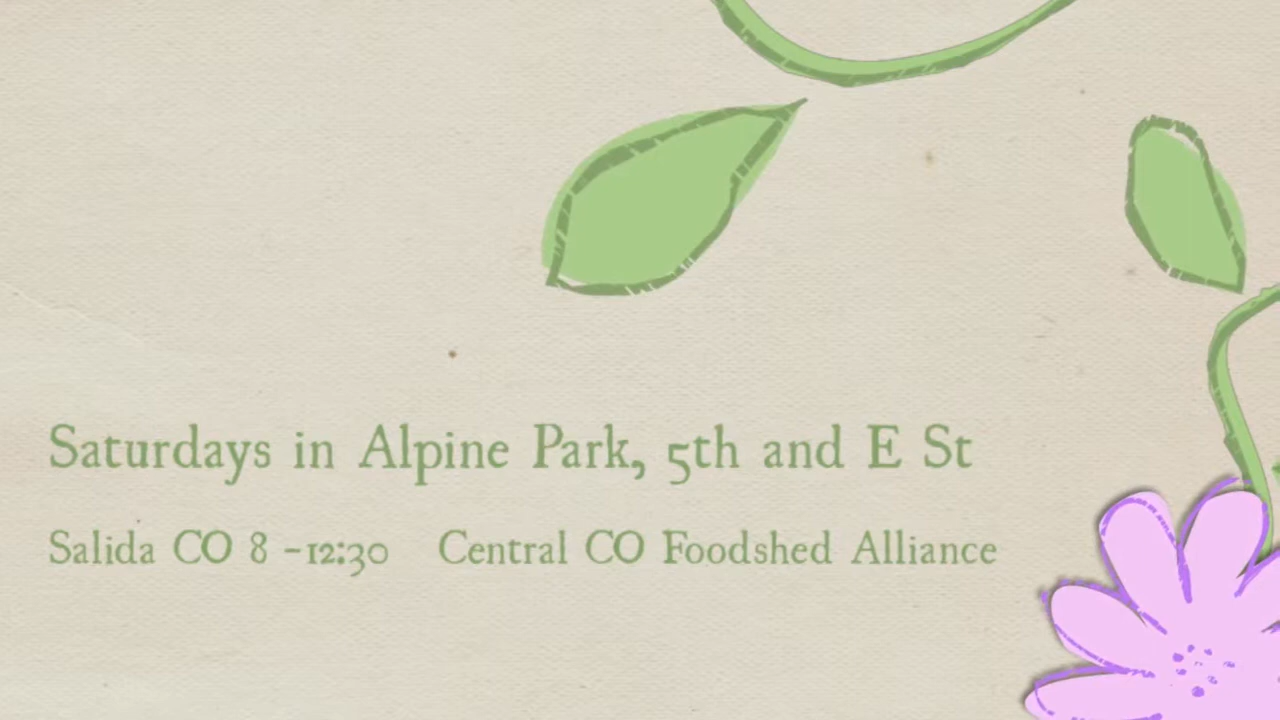 Saturdays in Alpine Park, 5th and E St
Salida CO 8 -12:30 Central CO Foodshed Alliance